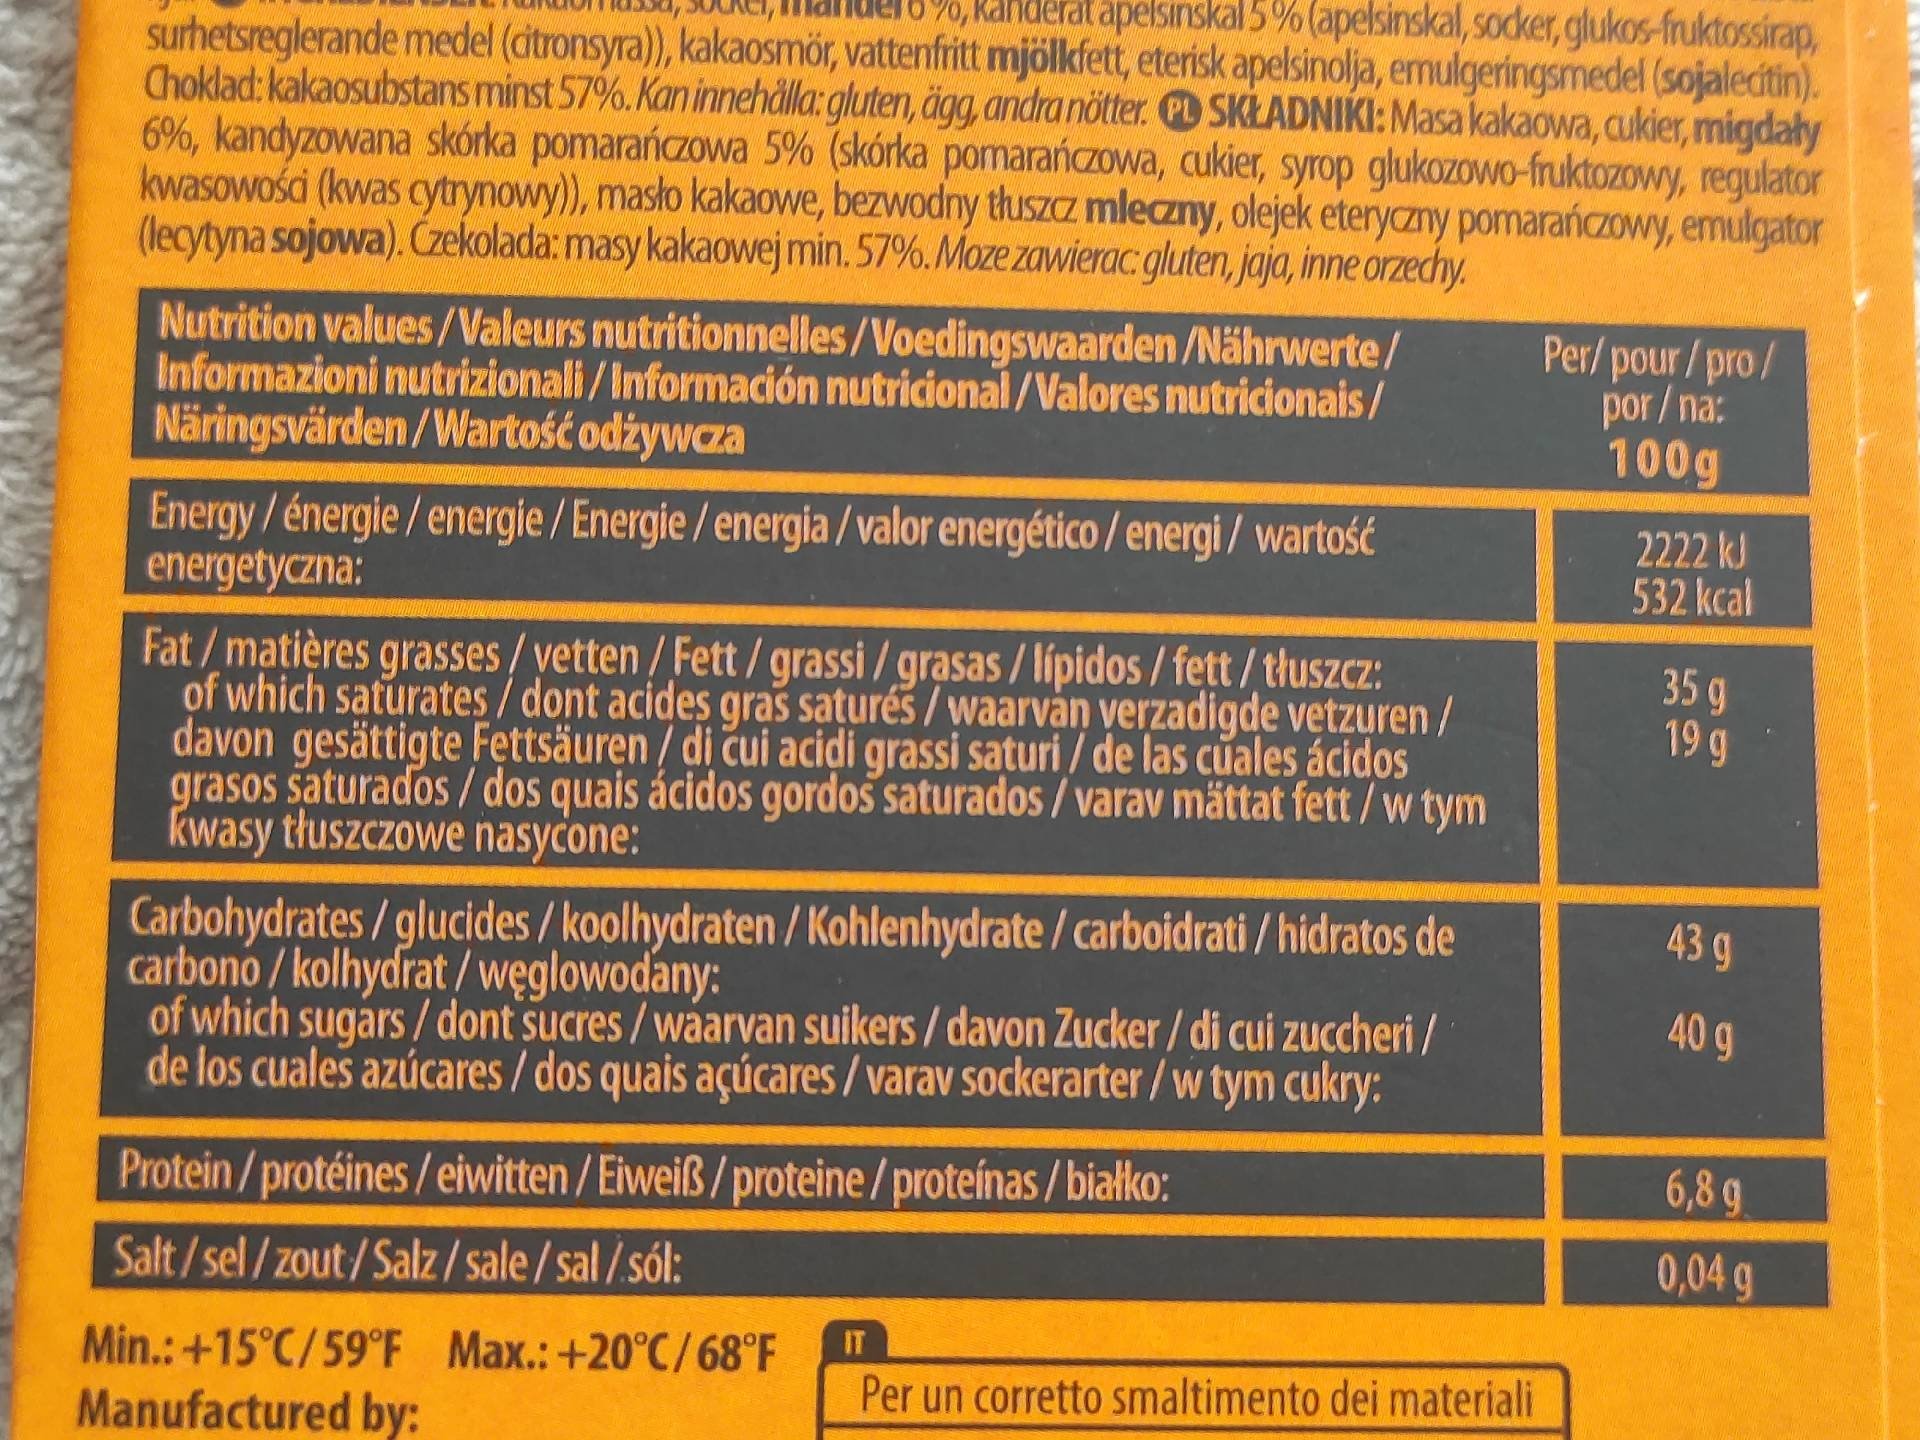 mandel 6%, kanderat apelsinskal 5% (apelsinskal, socker, glukos-fruktossirap,
surhetsreglerande medel (citronsyra)), kakaosmör, vattenfritt mjölkfett, eterisk apelsinolja, emulgeringsmedel (sojalecitin).
Choklad: kakaosubstans minst 57%. Kan innehålla: gluten, ägg, andra nötter. PL SKŁADNIKI: Masa kakaowa, cukier, migdały
6%, kandyzowana skórka pomarańczowa 5% (skórka pomarańczowa, cukier, syrop glukozowo-fruktozowy, regulator
kwasowości (kwas cytrynowy)), masło kakaowe, bezwodny tłuszcz mleczny, olejek eteryczny pomarańczowy, emulgator
(lecytyna sojowa). Czekolada: masy kakaowej min. 57%. Moze zawierac: gluten, jaja, inne orzechy.
Nutrition values / Valeurs nutritionnelles / Voedingswaarden / Nährwerte /
Informazioni nutrizionali / Información nutricional / Valores nutricionais /
Näringsvärden / Wartość odżywcza
Per/ pour / pro /
por / na:
100g
Energy / énergie / energie / Energie / energia / valor energético / energi / wartość
energetyczna:
2222 kJ
532 kcal
Fat / matières grasses / vetten / Fett / grassi / grasas / lípidos / fett / tłuszcz:
of which saturates / dont acides gras saturés / waarvan verzadigde vetzuren /
davon gesättigte Fettsäuren / di cui acidi grassi saturi / de las cuales ácidos
grasos saturados / dos quais ácidos gordos saturados / varav mättat fett / w tym
kwasy tłuszczowe nasycone:
35 g
19 g
Carbohydrates / glucides / koolhydraten / Kohlenhydrate / carboidrati / hidratos de
carbono / kolhydrat / węglowodany:
of which sugars / dont sucres / waarvan suikers / davon Zucker / di cui zuccheri /
de los cuales azúcares / dos quais açúcares / varav sockerarter / w tym cukry:
43 g
40 g
Protein / protéines / eiwitten / Eiweiß / proteine / proteínas / białko:
6,8 g
Salt / sel / zout / Salz / sale / sal / sól:
0,04 g
Min.: +15°C / 59°F Max.: +20°C / 68°F
Manufactured by:
IT
Per un corretto smaltimento dei materiali